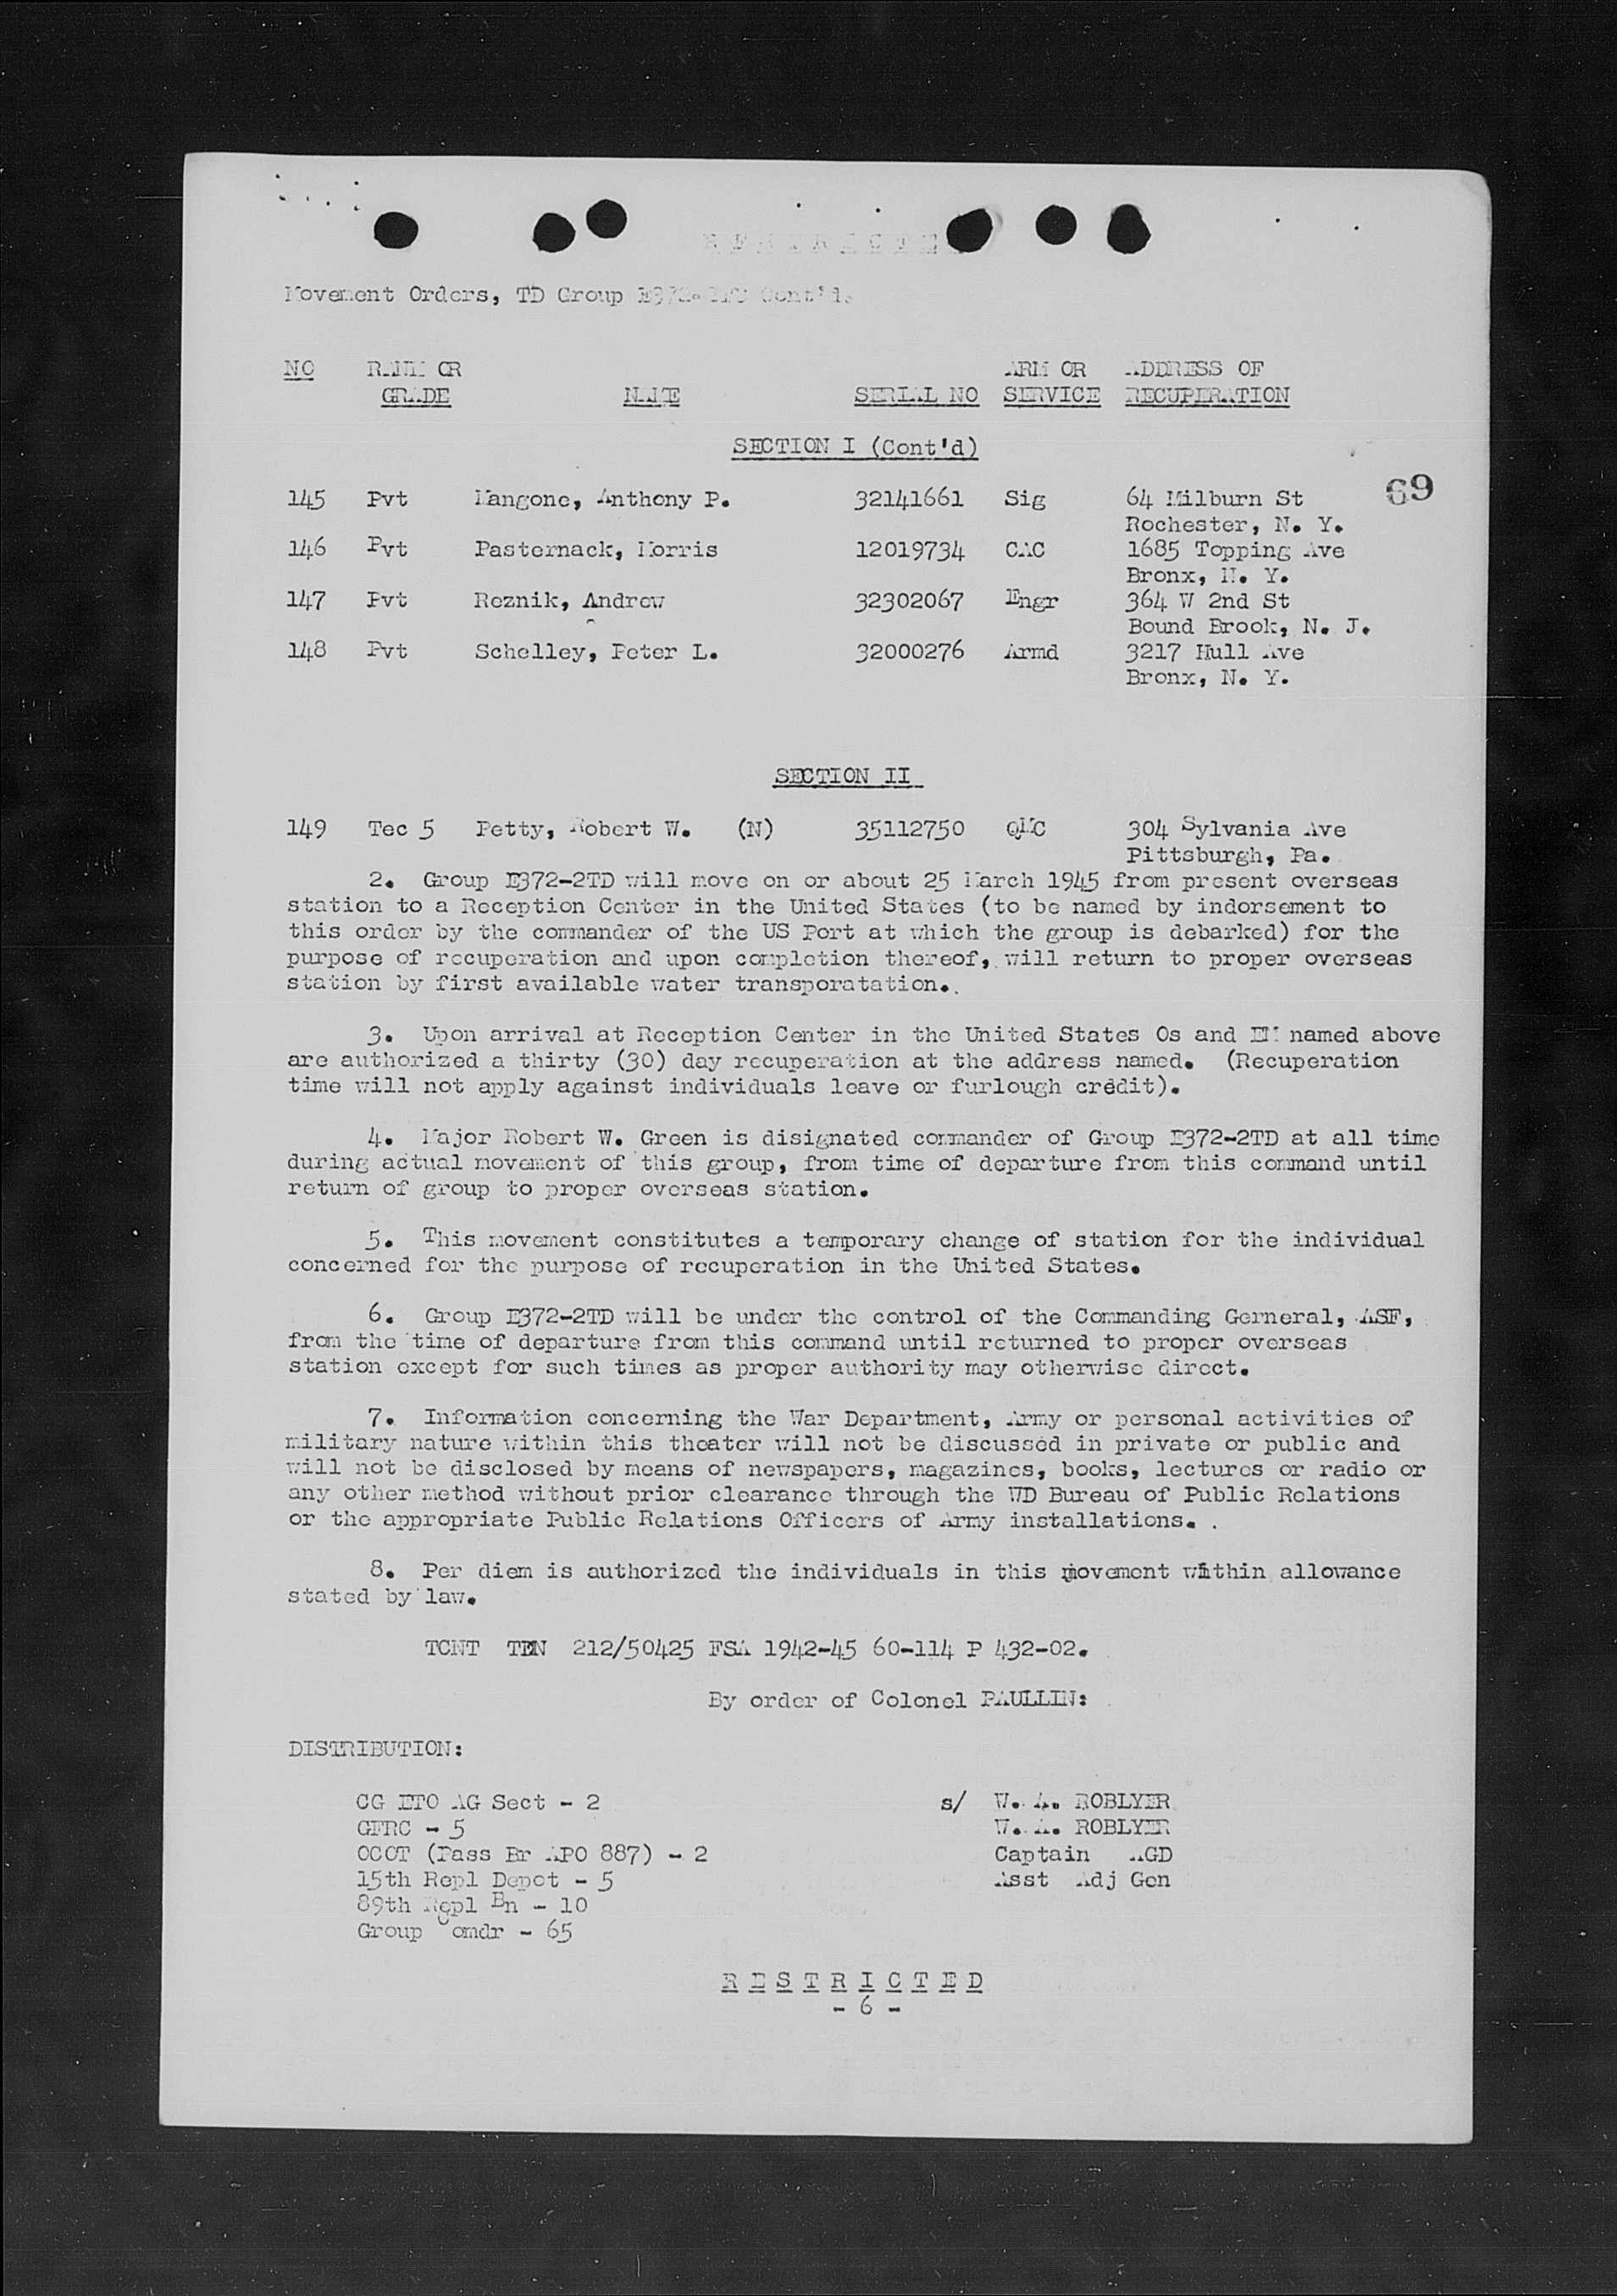 RESTRICTED
Movement Orders, TD Group E372-2TD Cont'd.
NO RANK OR ARM OR ADDRESS OF
GRADE NAME SERIAL NO SERVICE RECUPERATION
SECTION I (Cont'd)
69
145 Pvt Mangone, Anthony P. 32141661 Sig 64 Milburn St
Rochester, N. Y.
146 Pvt Pasternack, Morris 12019734 CAC 1685 Topping Ave
Bronx, N. Y.
147 Pvt Reznik, Andrew 32302067 Engr 364 W 2nd St
Bound Brook, N. J.
148 Pvt Schelley, Peter L. 32000276 Armd 3217 Hull Ave
Bronx, N. Y.
SECTION II
149 Tec 5 Petty, Robert W. (N) 35112750 QMC 304 Sylvania Ave
Pittsburgh, Pa.
2. Group E372-2TD will move on or about 25 March 1945 from present overseas
station to a Reception Center in the United States (to be named by indorsement to
this order by the commander of the US Port at which the group is debarked) for the
purpose of recuperation and upon completion thereof, will return to proper overseas
station by first available water transporatation.
3. Upon arrival at Reception Center in the United States Os and EM named above
are authorized a thirty (30) day recuperation at the address named. (Recuperation
time will not apply against individuals leave or furlough credit).
4. Major Robert W. Green is disignated commander of Group E372-2TD at all time
during actual movement of this group, from time of departure from this command until
return of group to proper overseas station.
5. This movement constitutes a temporary change of station for the individual
concerned for the purpose of recuperation in the United States.
6. Group E372-2TD will be under the control of the Commanding Gerneral, ASF,
from the time of departure from this command until returned to proper overseas
station except for such times as proper authority may otherwise direct.
7. Information concerning the War Department, Army or personal activities of
military nature within this theater will not be discussed in private or public and
will not be disclosed by means of newspapers, magazines, books, lectures or radio or
any other method without prior clearance through the WD Bureau of Public Relations
or the appropriate Public Relations Officers of Army installations.
8. Per diem is authorized the individuals in this movement within allowance
stated by law.
TCNT TDN 212/50425 FSA 1942-45 60-114 P 432-02.
By order of Colonel PAULLIN:
DISTRIBUTION:
CG ETO AG Sect - 2 s/ W. A. ROBLYER
GFRC - 5 W. A. ROBLYER
OCOT (Pass Br APO 887) - 2 Captain AGD
15th Repl Depot - 5 Asst Adj Gen
89th Repl Bn - 10
Group Comdr - 65
RESTRICTED
- 6 -